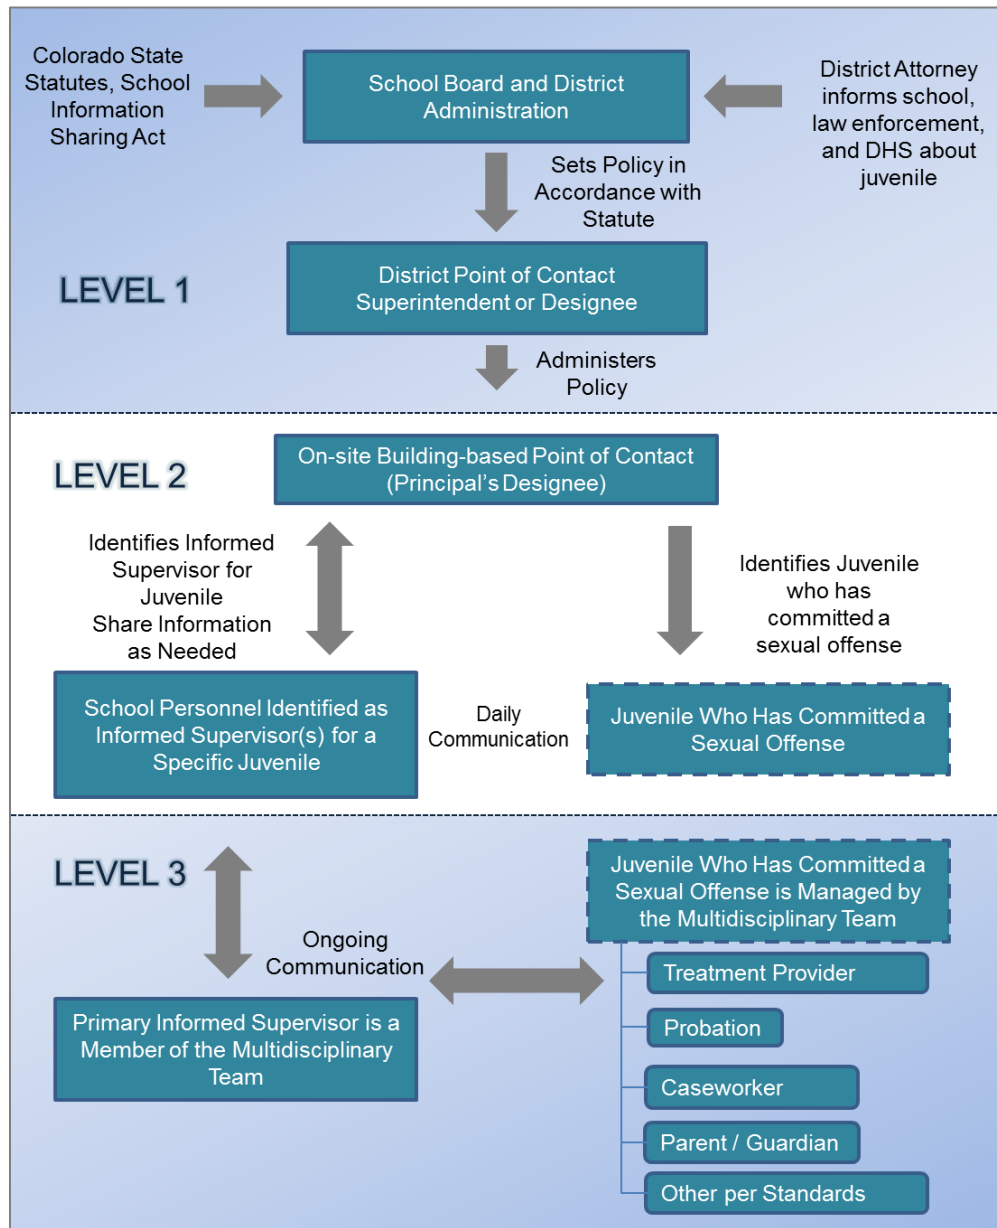 Colorado State
Statutes, School
Information
Sharing Act
School Board and District
Administration
District Attorney
informs school,
law enforcement,
and DHS about
juvenile
Sets Policy in
Accordance with
Statute
LEVEL 1
District Point of Contact
Superintendent or Designee
Administers
Policy
LEVEL 2
On-site Building-based Point of Contact
(Principal's Designee)
Identifies Informed
Supervisor for
Juvenile
Share Information
as Needed
Identifies Juvenile
who has
committed a
sexual offense
School Personnel Identified as
Informed Supervisor(s) for a
Specific Juvenile
Daily
Communication
Juvenile Who Has Committed a
Sexual Offense
LEVEL 3
Juvenile Who Has Committed a
Sexual Offense is Managed by
the Multidisciplinary Team
Ongoing
Communication
Primary Informed Supervisor is a
Member of the Multidisciplinary
Team
Treatment Provider
Probation
Caseworker
Parent / Guardian
Other per Standards